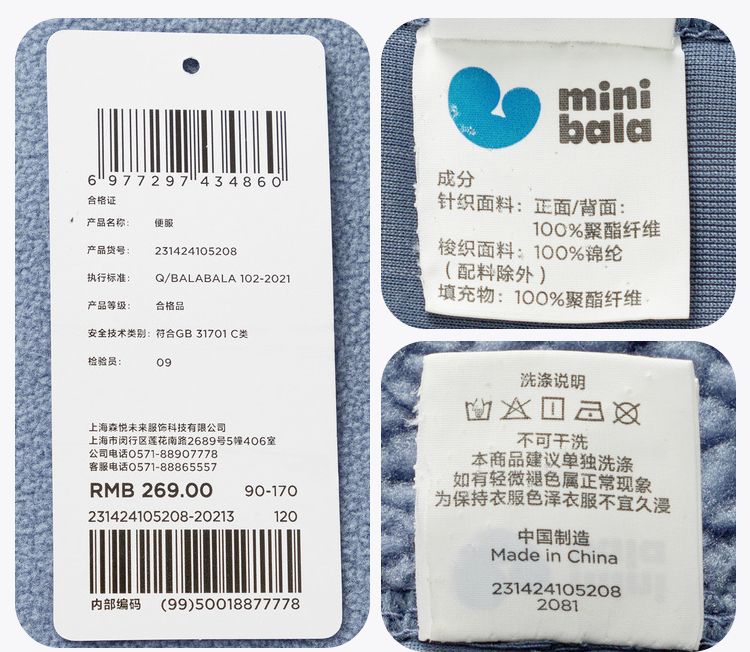 6 977297 434860
合格证
产品名称： 便服
产品货号： 231424105208
执行标准： Q/BALABALA 102-2021
产品等级： 合格品
安全技术类别：符合GB 31701 C类
检验员： 09
上海森悦未来服饰科技有限公司
上海市闵行区莲花南路2689号5幢406室
公司电话0571-88907778
客服电话0571-88865557
RMB 269.00 90-170
231424105208-20213 120
内部编码 (99)50018877778
mini
bala
成分
针织面料：正面/背面：
100%聚酯纤维
梭织面料：100%锦纶
（配料除外）
填充物：100%聚酯纤维
洗涤说明
不可干洗
本商品建议单独洗涤
如有轻微褪色属正常现象
为保持衣服色泽衣服不宜久浸
中国制造
Made in China
231424105208
2081